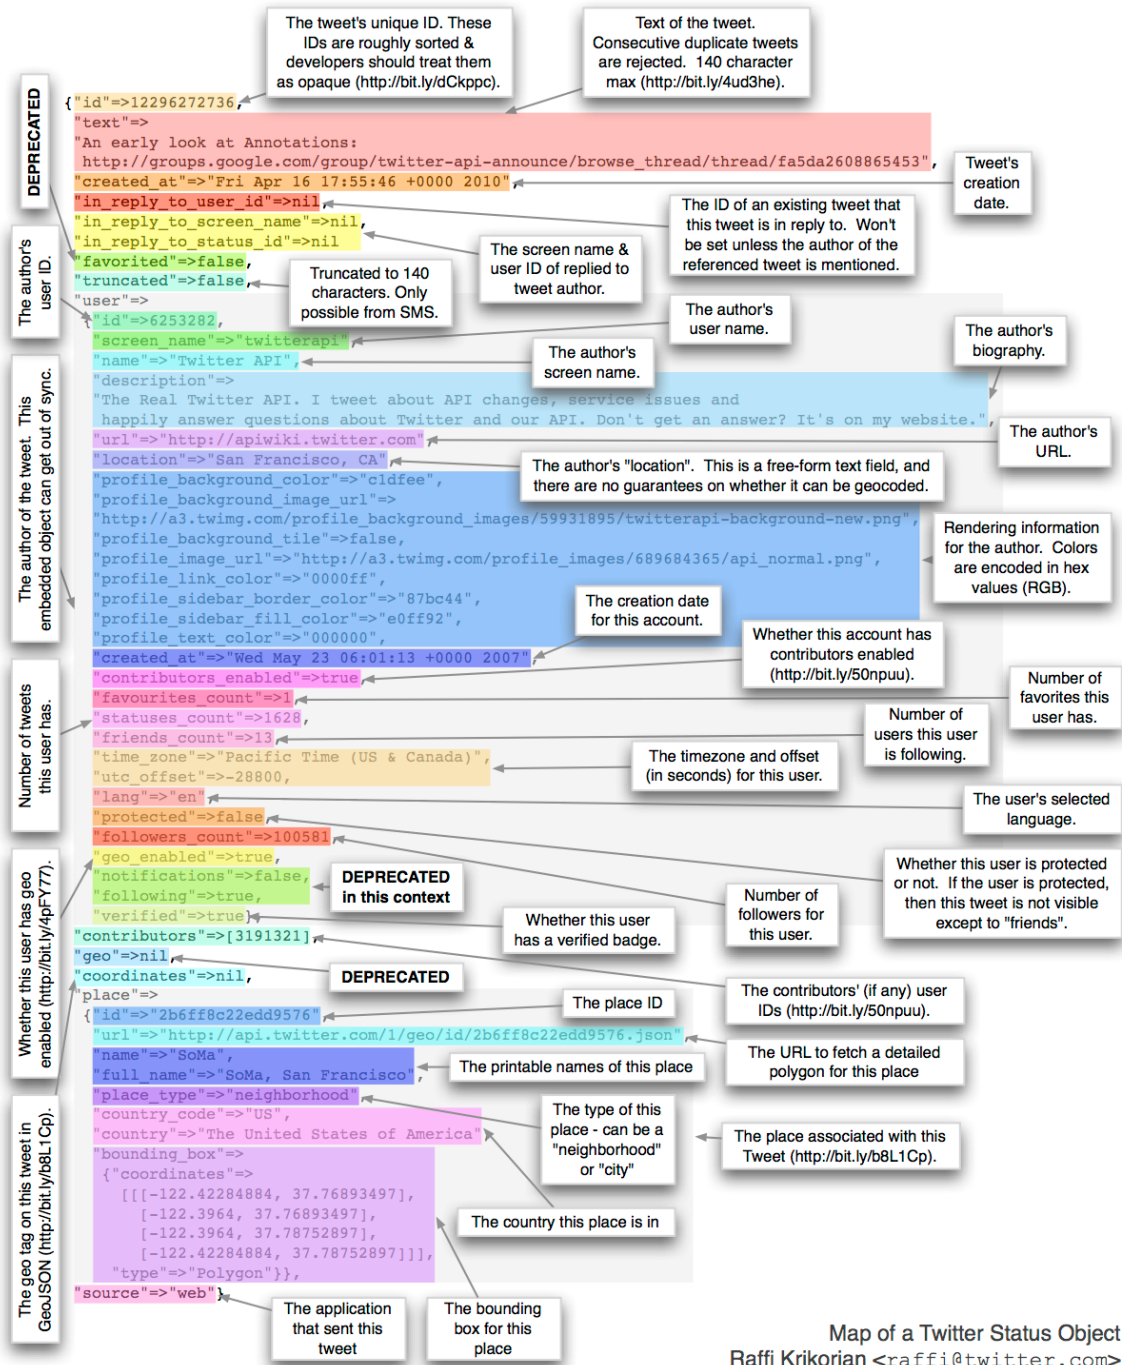 The tweet's unique ID. These
IDs are roughly sorted &
developers should treat them
as opaque (http://bit.ly/dCkppc).
Text of the tweet.
Consecutive duplicate tweets
are rejected. 140 character
max (http://bit.ly/4ud3he).
DEPRECATED
{"id"=>12296272736,
"text"=>
"An early look at Annotations:
http://groups.google.com/group/twitter-api-announce/browse_thread/thread/fa5da2608865453",
"created_at"=>"Fri Apr 16 17:55:46 +0000 2010",
Tweet's
creation
date.
"in_reply_to_user_id"=>nil,
"in_reply_to_screen_name"=>nil,
"in_reply_to_status_id"=>nil
The ID of an existing tweet that
this tweet is in reply to. Won't
be set unless the author of the
referenced tweet is mentioned.
The screen name &
user ID of replied to
tweet author.
The author's
user ID.
"favorited"=>false,
"truncated"=>false,
Truncated to 140
characters. Only
possible from SMS.
"user"=>
{"id"=>6253282,
"screen_name"=>"twitterapi",
The author's
user name.
"name"=>"Twitter API",
The author's
screen name.
The author's
biography.
"description"=>
"The Real Twitter API. I tweet about API changes, service issues and
happily answer questions about Twitter and our API. Don't get an answer? It's on my website.",
"url"=>"http://apiwiki.twitter.com",
The author's
URL.
"location"=>"San Francisco, CA",
The author's "location". This is a free-form text field, and
there are no guarantees on whether it can be geocoded.
The author of the tweet. This
embedded object can get out of sync.
"profile_background_color"=>"c1dfee",
"profile_background_image_url"=>
"http://a3.twimg.com/profile_background_images/59931895/twitterapi-background-new.png",
"profile_background_tile"=>false,
"profile_image_url"=>"http://a3.twimg.com/profile_images/689684365/api_normal.png",
"profile_link_color"=>"0000ff",
"profile_sidebar_border_color"=>"87bc44",
"profile_sidebar_fill_color"=>"e0ff92",
"profile_text_color"=>"000000",
Rendering information
for the author. Colors
are encoded in hex
values (RGB).
The creation date
for this account.
"created_at"=>"Wed May 23 06:01:13 +0000 2007",
"contributors_enabled"=>true,
Whether this account has
contributors enabled
(http://bit.ly/50npuu).
"favourites_count"=>1,
Number of
favorites this
user has.
Number of tweets
this user has.
"statuses_count"=>1628,
"friends_count"=>13,
Number of
users this user
is following.
"time_zone"=>"Pacific Time (US & Canada)",
"utc_offset"=>-28800,
The timezone and offset
(in seconds) for this user.
"lang"=>"en",
The user's selected
language.
"protected"=>false,
"followers_count"=>100581,
"geo_enabled"=>true,
Whether this user has geo
enabled (http://bit.ly/4pFY77).
Whether this user is protected
or not. If the user is protected,
then this tweet is not visible
except to "friends".
"notifications"=>false,
"following"=>true,
DEPRECATED
in this context
Number of
followers for
this user.
"verified"=>true},
Whether this user
has a verified badge.
"contributors"=>[3191321],
"geo"=>nil,
DEPRECATED
"coordinates"=>nil,
The contributors' (if any) user
IDs (http://bit.ly/50npuu).
"place"=>
{"id"=>"2b6ff8c22edd9576",
The place ID
"url"=>"http://api.twitter.com/1/geo/id/2b6ff8c22edd9576.json",
The URL to fetch a detailed
polygon for this place
"name"=>"SoMa",
"full_name"=>"SoMa, San Francisco",
The printable names of this place
"place_type"=>"neighborhood",
The type of this
place - can be a
"neighborhood"
or "city"
"country_code"=>"US",
"country"=>"The United States of America",
The place associated with this
Tweet (http://bit.ly/b8L1Cp).
The geo tag on this tweet in
GeoJSON (http://bit.ly/b8L1Cp).
"bounding_box"=>
{"coordinates"=>
[[[-122.42284884, 37.76893497],
[-122.3964, 37.76893497],
[-122.3964, 37.78752897],
[-122.42284884, 37.78752897]]],
"type"=>"Polygon"}},
The country this place is in
"source"=>"web"}
The application
that sent this
tweet
The bounding
box for this
place
Map of a Twitter Status Object
Raffi Krikorian <raffi@twitter.com>